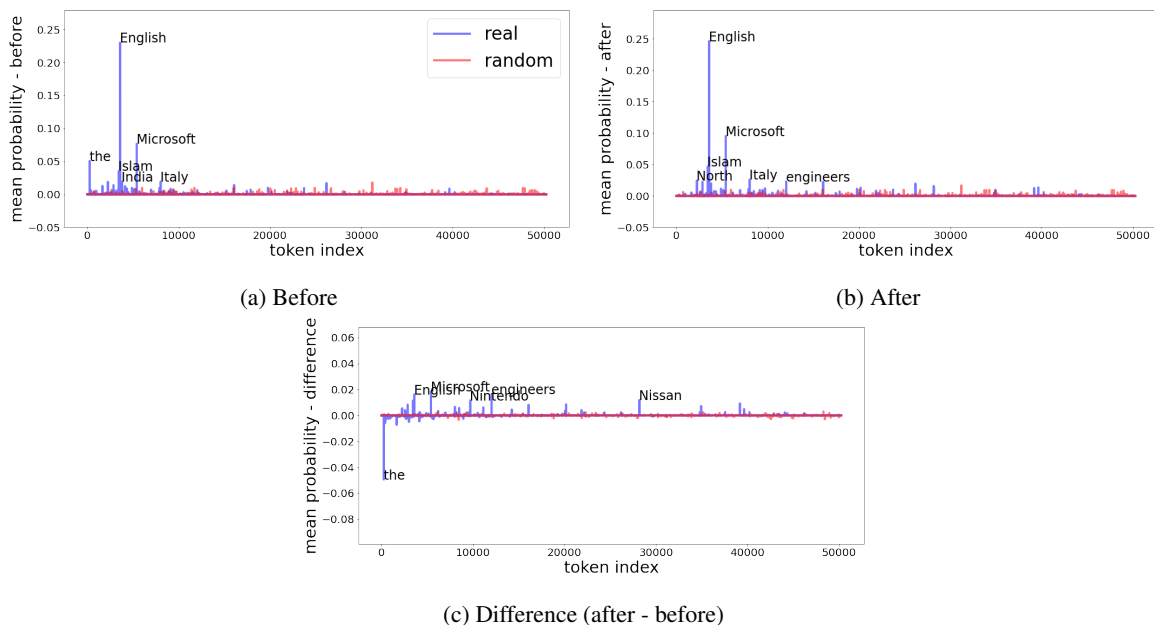 mean probability - before
0.25
0.20
0.15
0.10
0.05
0.00
−0.05
English
Microsoft
the
Islam
India
Italy
real
random
0
10000
20000
30000
40000
50000
token index
(a) Before
mean probability - after
0.25
0.20
0.15
0.10
0.05
0.00
−0.05
English
Microsoft
Islam
North
Italy
engineers
0
10000
20000
30000
40000
50000
token index
(b) After
mean probability - difference
0.06
0.04
0.02
0.00
−0.02
−0.04
−0.06
−0.08
English
Microsoft
engineers
Nintendo
Nissan
the
0
10000
20000
30000
40000
50000
token index
(c) Difference (after - before)